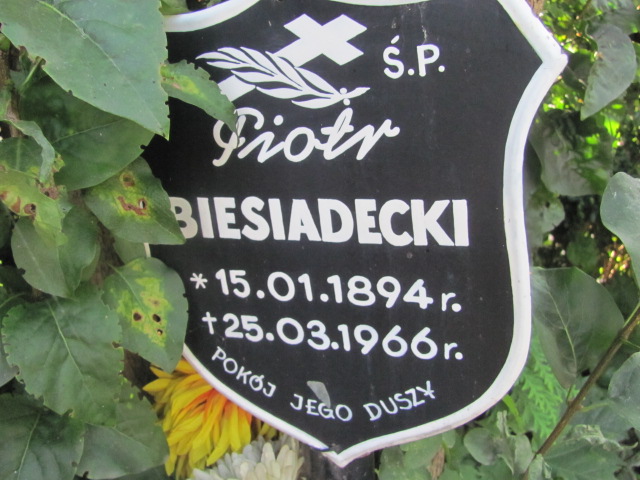 Ś.P.
Piotr
BIESIADECKI
* 15.01.1894 r.
† 25.03.1966 r.
POKÓJ JEGO DUSZY